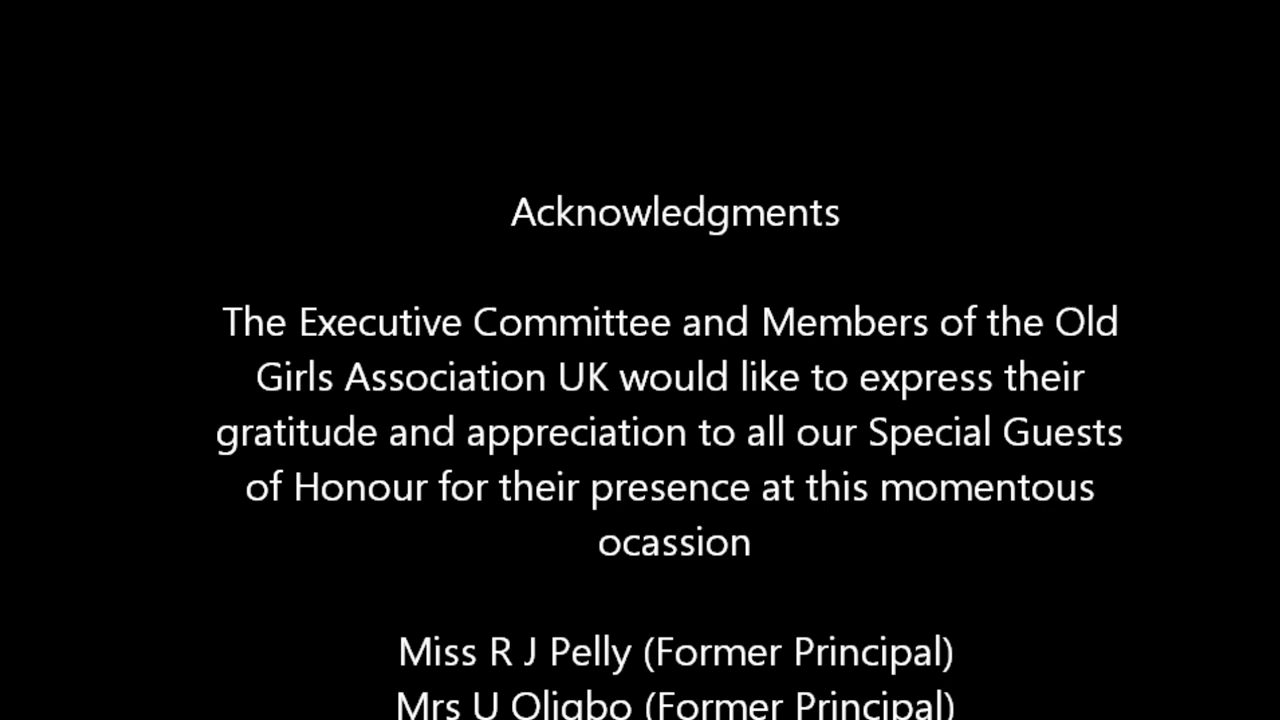 Acknowledgments
The Executive Committee and Members of the Old
Girls Association UK would like to express their
gratitude and appreciation to all our Special Guests
of Honour for their presence at this momentous
ocassion
Miss R J Pelly (Former Principal)
Mrs U Oligbo (Former Principal)